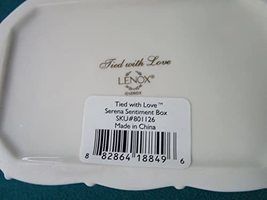 Tied with Love
LENOX
©LENOX
Tied with Love™
Serena Sentiment Box
SKU#801126
Made in China
8 82864 18849 6